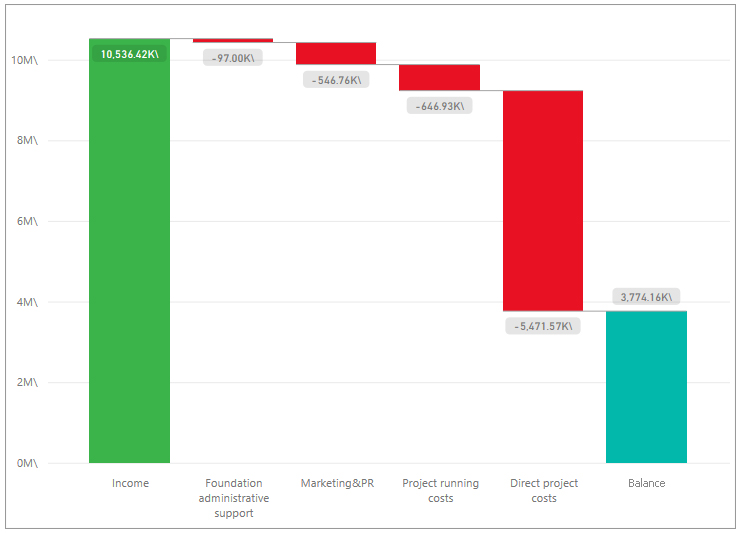 10M\
8M\
6M\
4M\
2M\
0M\
10,536.42K\
-97.00K\
-546.76K\
-646.93K\
-5,471.57K\
3,774.16K\
Income
Foundation
administrative
support
Marketing&PR
Project running
costs
Direct project
costs
Balance